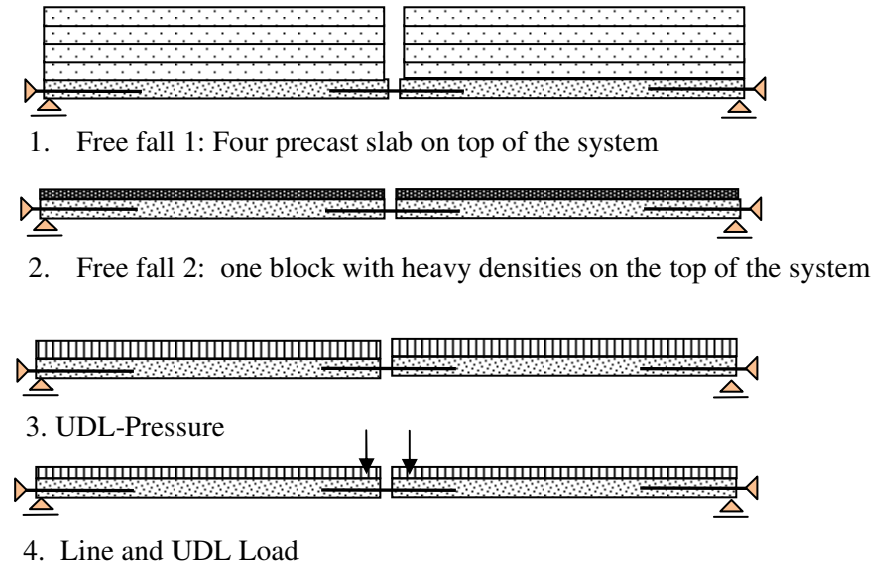 1. Free fall 1: Four precast slab on top of the system
2. Free fall 2: one block with heavy densities on the top of the system
3. UDL-Pressure
4. Line and UDL Load